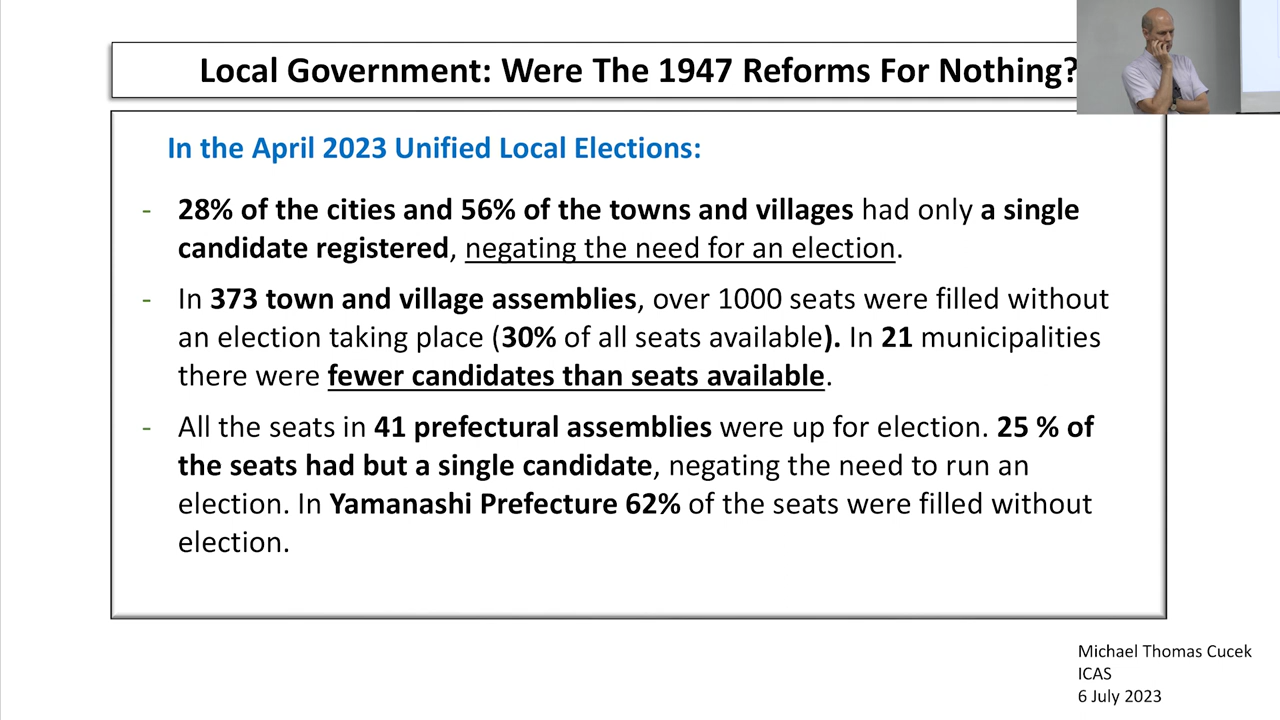 Local Government: Were The 1947 Reforms For Nothing?
In the April 2023 Unified Local Elections:
- 28% of the cities and 56% of the towns and villages had only a single
candidate registered, negating the need for an election.
- In 373 town and village assemblies, over 1000 seats were filled without
an election taking place (30% of all seats available). In 21 municipalities
there were fewer candidates than seats available.
- All the seats in 41 prefectural assemblies were up for election. 25 % of
the seats had but a single candidate, negating the need to run an
election. In Yamanashi Prefecture 62% of the seats were filled without
election.
Michael Thomas Cucek
ICAS
6 July 2023